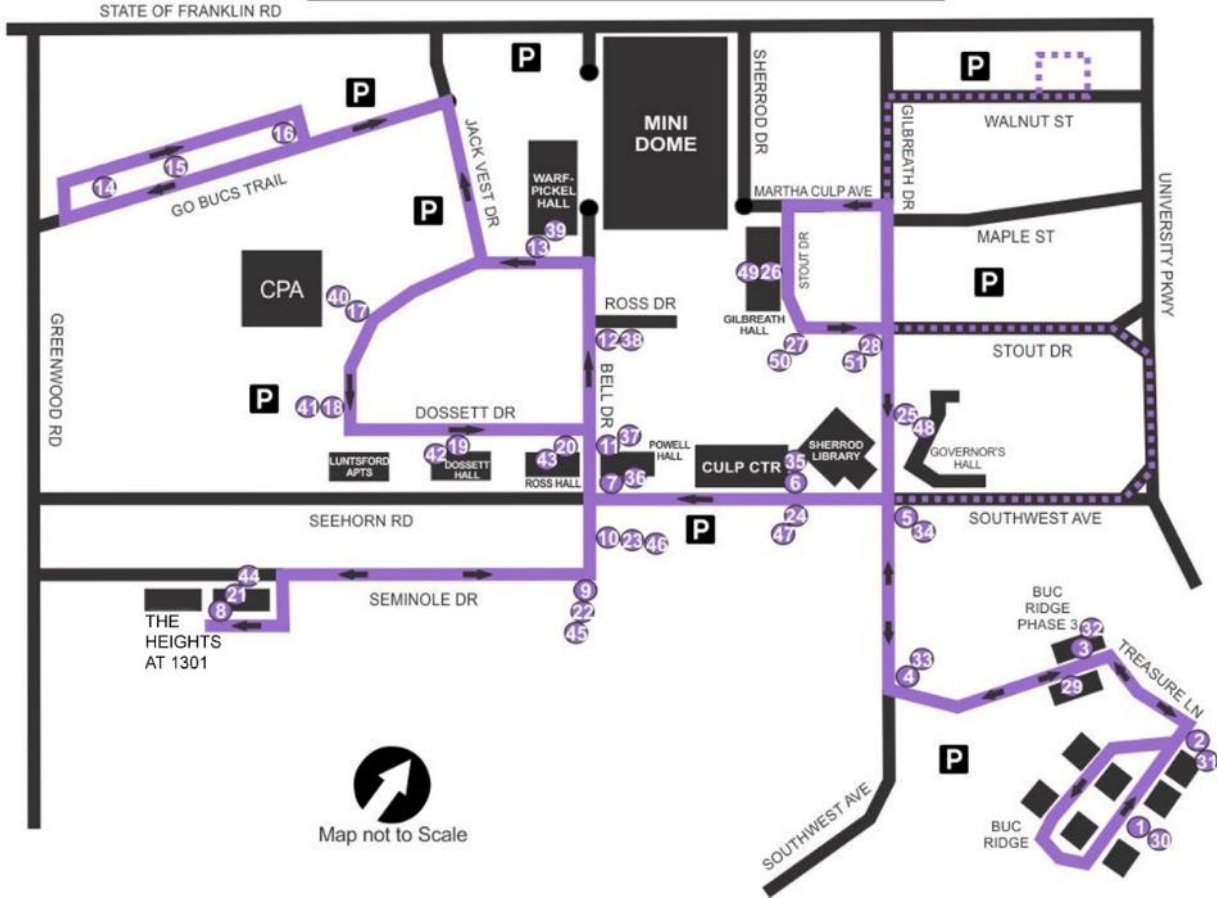 STATE OF FRANKLIN RD
P
P
P
MINI
DOME
SHERROD DR
GILBREATH DR
WALNUT ST
16
15
14
GO BUCS TRAIL
JACK VEST DR
WARF-
PICKEL
HALL
39
13
P
MARTHA CULP AVE
MAPLE ST
UNIVERSITY PKWY
CPA
40
17
49 26
STOUT DR
GILBREATH
HALL
P
ROSS DR
12 38
27
50
28
51
STOUT DR
GREENWOOD RD
P
41 18
DOSSETT DR
BELL DR
25
48
GOVERNOR'S
HALL
LUNTSFORD
APTS
19
42
DOSSETT
HALL
20
43
ROSS HALL
11 37
POWELL
HALL
7 36
CULP CTR
35
6
SHERROD
LIBRARY
SEEHORN RD
P
24
47
5
34
SOUTHWEST AVE
10 23 46
44
21
8
SEMINOLE DR
9
22
45
THE
HEIGHTS
AT 1301
BUC
RIDGE
PHASE 3
32
3
29
33
4
TREASURE LN
2
31
P
1
30
BUC
RIDGE
SOUTHWEST AVE
Map not to Scale